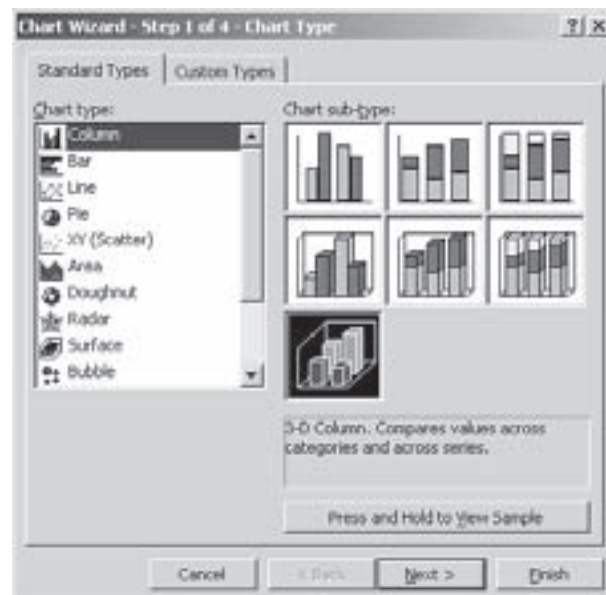 Chart Wizard - Step 1 of 4 - Chart Type
Standard Types
Custom Types
Chart type:
Chart sub-type:
Column
Bar
Line
Pie
XY (Scatter)
Area
Doughnut
Radar
Surface
Bubble
3-D Column. Compares values across
categories and across series.
Press and Hold to View Sample
Cancel
< Back
Next >
Finish